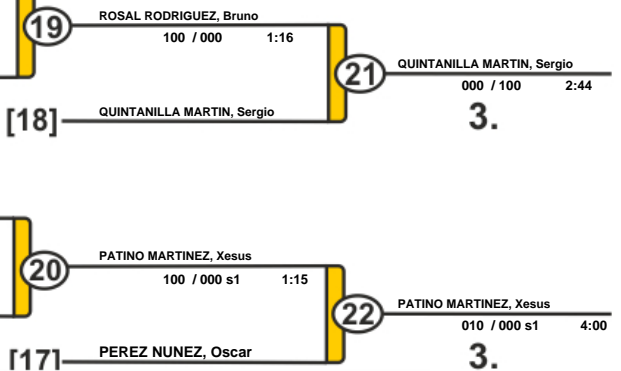 ROSAL RODRIGUEZ, Bruno
19
100 / 000 1:16
QUINTANILLA MARTIN, Sergio
21
000 / 100 2:44
[18]
QUINTANILLA MARTIN, Sergio
3.
PATINO MARTINEZ, Xesus
20
100 / 000 s1 1:15
PATINO MARTINEZ, Xesus
22
010 / 000 s1 4:00
[17]
PEREZ NUNEZ, Oscar
3.